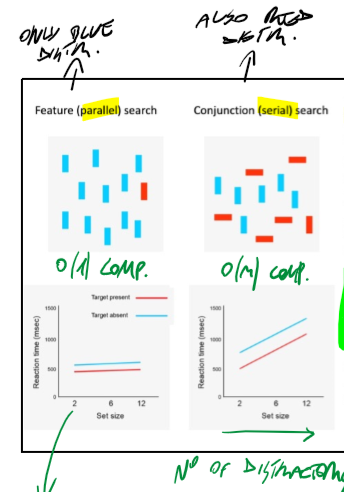 ONLY BLUE
DISTR.
ALSO RED
DISTR.
Feature (parallel) search
Conjunction (serial) search
O(1) COMP.
O(n) COMP.
Target present
Target absent
Reaction time (msec)
1500
1000
500
0
2 6 12
Set size
Reaction time (msec)
1500
1000
500
0
2 6 12
Set size
N° OF DISTRACTORS